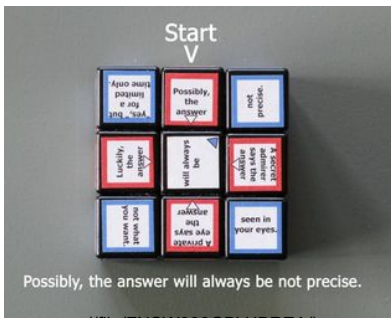 Start
V
"yes," but
for a
limited
time only.
Possibly,
the
answer
not
precise.
Luckily,
the
answer
will always
be
A secret
admirer
says the
answer
not what
you want.
A private
eye says
the
answer
seen in
your eyes.
Possibly, the answer will always be not precise.